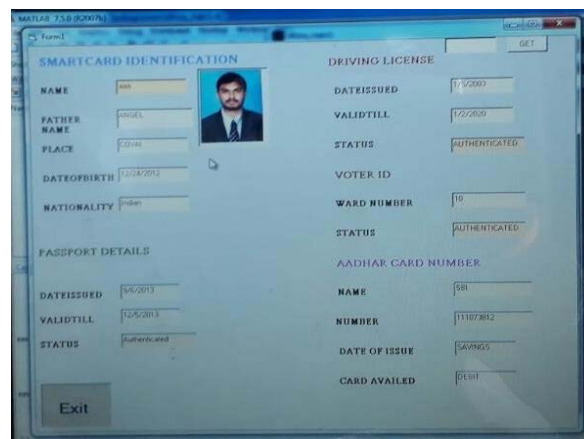 MATLAB 7.5.0 (R2007b)
Form1
GET
SMARTCARD IDENTIFICATION
NAME
FATHER NAME ANGEL
PLACE COVAI
DATEOFBIRTH 12/24/2012
NATIONALITY Indian
PASSPORT DETAILS
DATEISSUED 9/6/2013
VALIDTILL 12/5/2013
STATUS Authenticated
Exit
DRIVING LICENSE
DATEISSUED 1/5/2003
VALIDTILL 1/2/2020
STATUS AUTHENTICATED
VOTER ID
WARD NUMBER 10
STATUS AUTHENTICATED
AADHAR CARD NUMBER
NAME SBI
NUMBER 111073812
DATE OF ISSUE SAVINGS
CARD AVAILED DEBIT